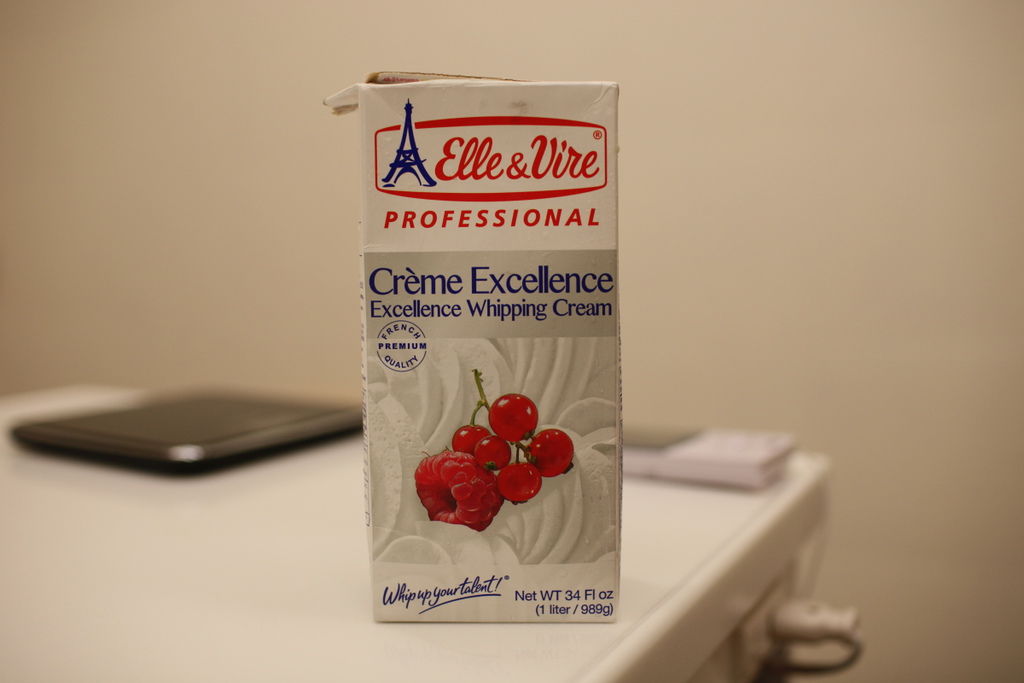 Elle & Vire®
PROFESSIONAL
Crème Excellence
Excellence Whipping Cream
FRENCH
PREMIUM
QUALITY
Whip up your talent!®
Net WT 34 Fl oz
(1 liter / 989g)